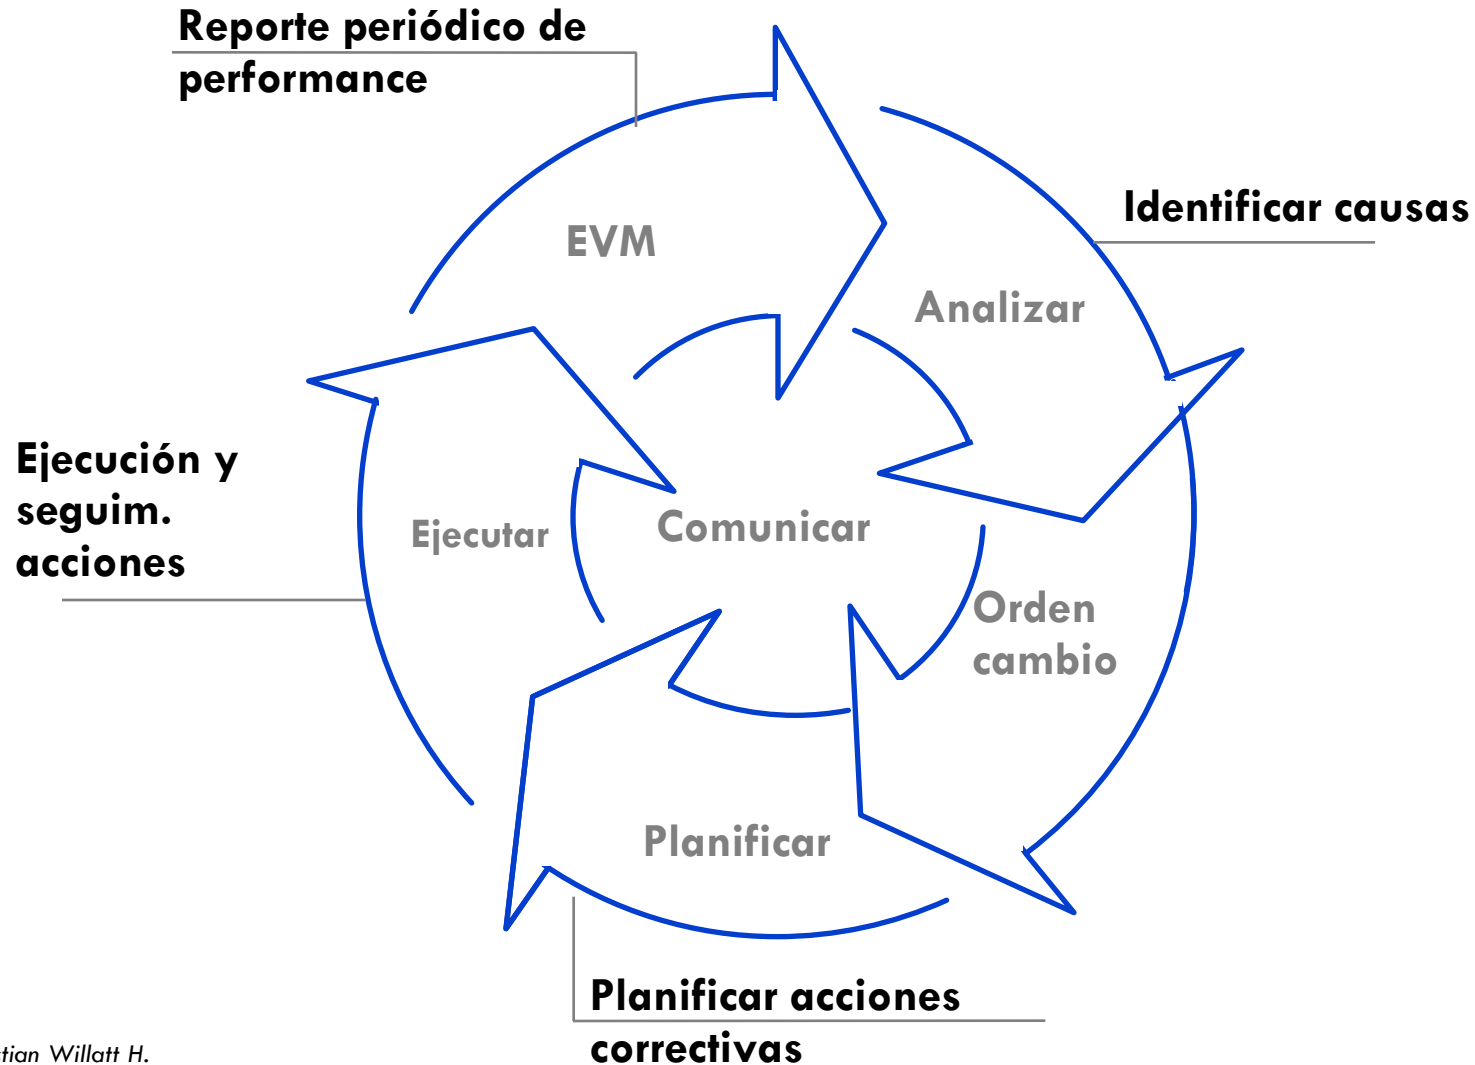 Reporte periódico de
performance
Identificar causas
EVM
Analizar
Ejecución y
seguim.
acciones
Ejecutar
Comunicar
Orden
cambio
Planificar
Planificar acciones
correctivas
Willatt H.